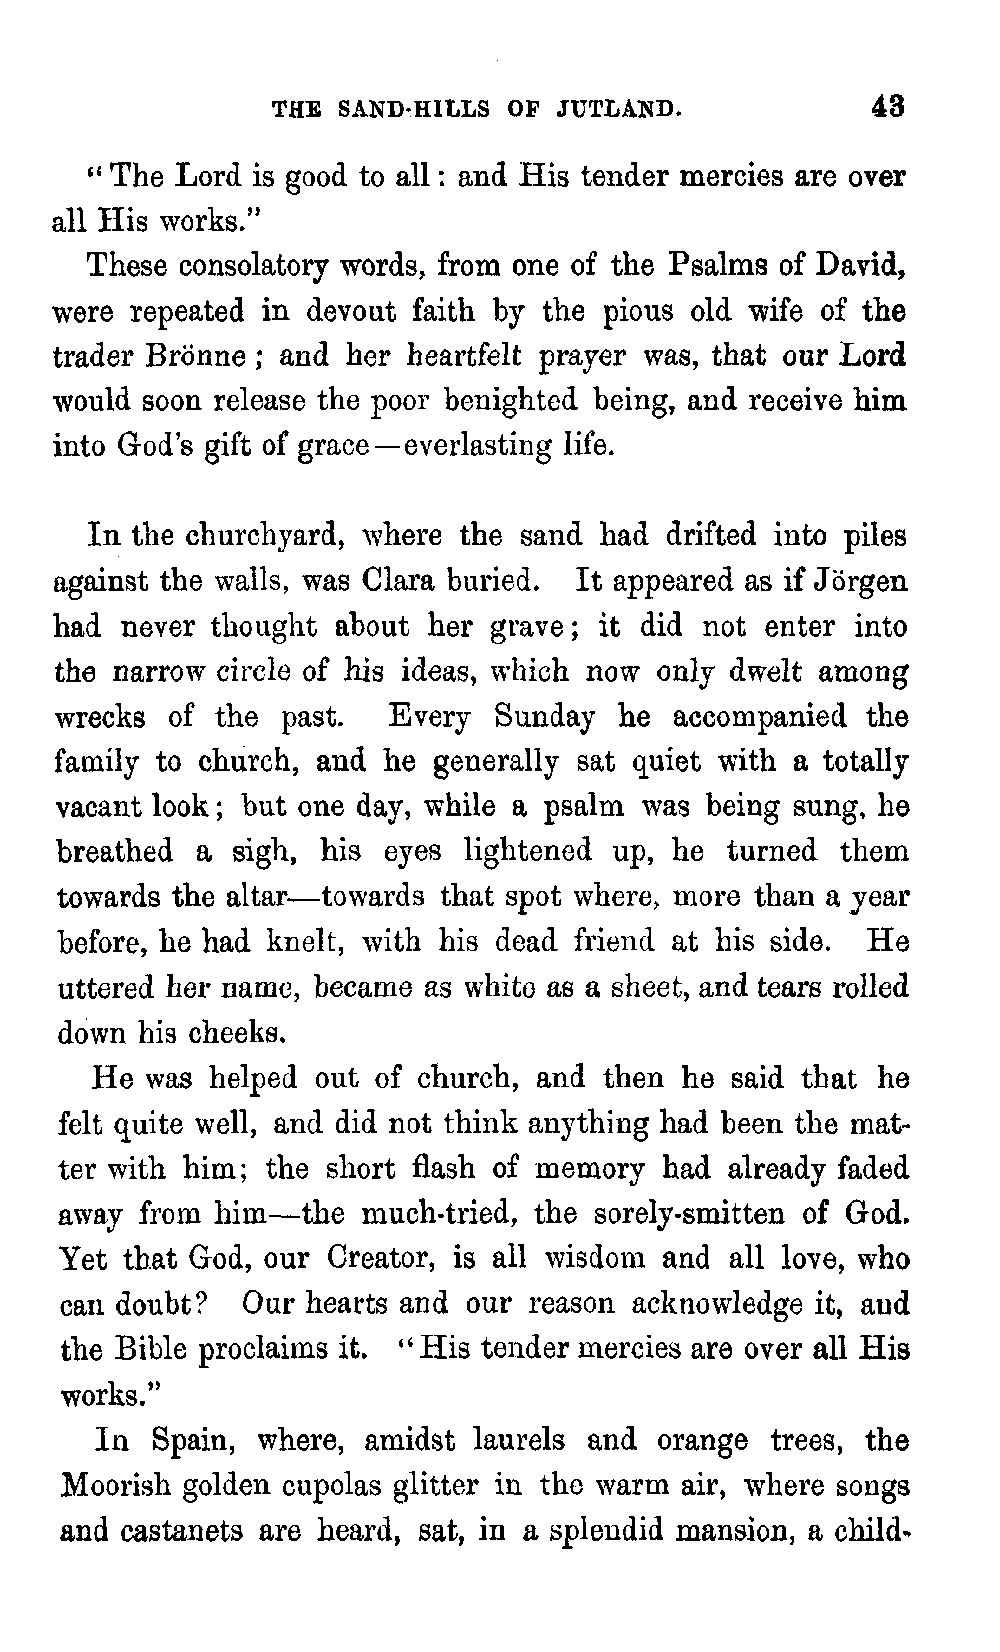 THE SAND-HILLS OF JUTLAND. 43
"The Lord is good to all: and His tender mercies are over
all His works."
These consolatory words, from one of the Psalms of David,
were repeated in devout faith by the pious old wife of the
trader Brönne; and her heartfelt prayer was, that our Lord
would soon release the poor benighted being, and receive him
into God's gift of grace—everlasting life.
In the churchyard, where the sand had drifted into piles
against the walls, was Clara buried. It appeared as if Jörgen
had never thought about her grave; it did not enter into
the narrow circle of his ideas, which now only dwelt among
wrecks of the past. Every Sunday he accompanied the
family to church, and he generally sat quiet with a totally
vacant look; but one day, while a psalm was being sung, he
breathed a sigh, his eyes lightened up, he turned them
towards the altar—towards that spot where, more than a year
before, he had knelt, with his dead friend at his side. He
uttered her name, became as white as a sheet, and tears rolled
down his cheeks.
He was helped out of church, and then he said that he
felt quite well, and did not think anything had been the mat-
ter with him; the short flash of memory had already faded
away from him—the much-tried, the sorely-smitten of God.
Yet that God, our Creator, is all wisdom and all love, who
can doubt? Our hearts and our reason acknowledge it, and
the Bible proclaims it. "His tender mercies are over all His
works."
In Spain, where, amidst laurels and orange trees, the
Moorish golden cupolas glitter in the warm air, where songs
and castanets are heard, sat, in a splendid mansion, a child-